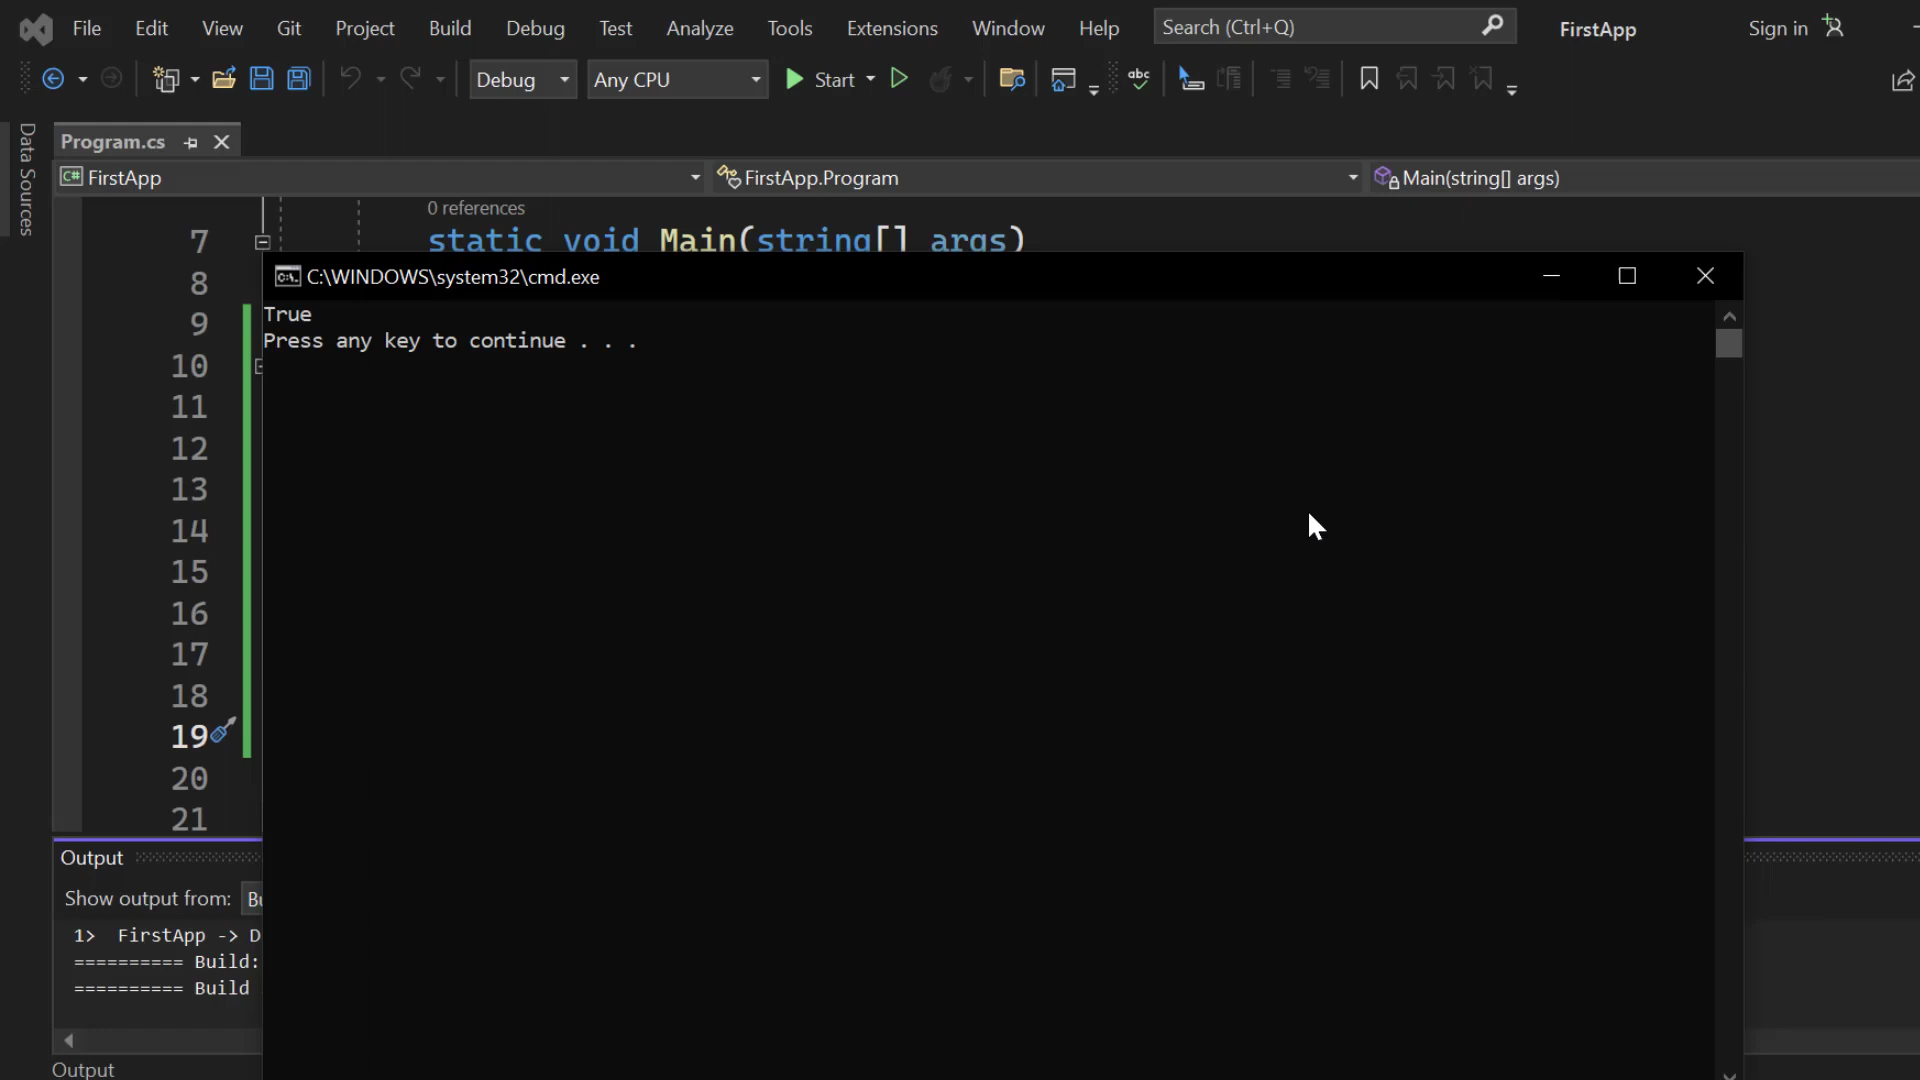 File Edit View Git Project Build Debug Test Analyze Tools Extensions Window Help Search (Ctrl+Q) FirstApp Sign in
Debug Any CPU Start abc
Data Sources
Program.cs
C# FirstApp FirstApp.Program Main(string[] args)
0 references
7 static void Main(string[] args)
8 C:\WINDOWS\system32\cmd.exe
True
9
Press any key to continue . . .
10
11
12
13
14
15
16
17
18
19
20
21
Output
Show output from:
1> FirstApp -> D
========== Build:
========== Build
Output